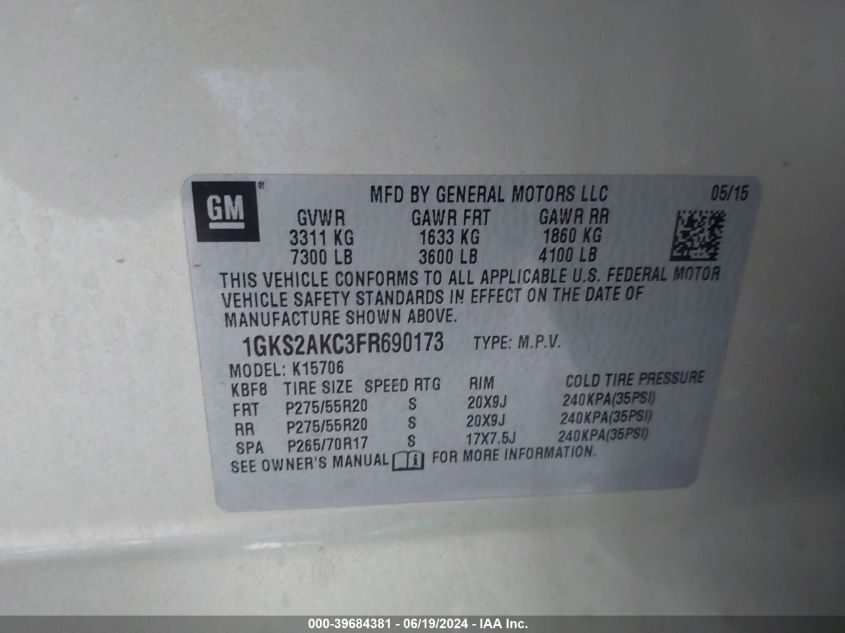 GM ® MFD BY GENERAL MOTORS LLC 05/15
GVWR GAWR FRT GAWR RR
3311 KG 1633 KG 1860 KG
7300 LB 3600 LB 4100 LB
THIS VEHICLE CONFORMS TO ALL APPLICABLE U.S. FEDERAL MOTOR
VEHICLE SAFETY STANDARDS IN EFFECT ON THE DATE OF
MANUFACTURE SHOWN ABOVE.
1GKS2AKC3FR690173 TYPE: M.P.V.
MODEL: K15706
KBF8 TIRE SIZE SPEED RTG RIM COLD TIRE PRESSURE
FRT P275/55R20 S 20X9J 240KPA(35PSI)
RR P275/55R20 S 20X9J 240KPA(35PSI)
SPA P265/70R17 S 17X7.5J 240KPA(35PSI)
SEE OWNER'S MANUAL i FOR MORE INFORMATION.
000-39684381 - 06/19/2024 - IAA Inc.